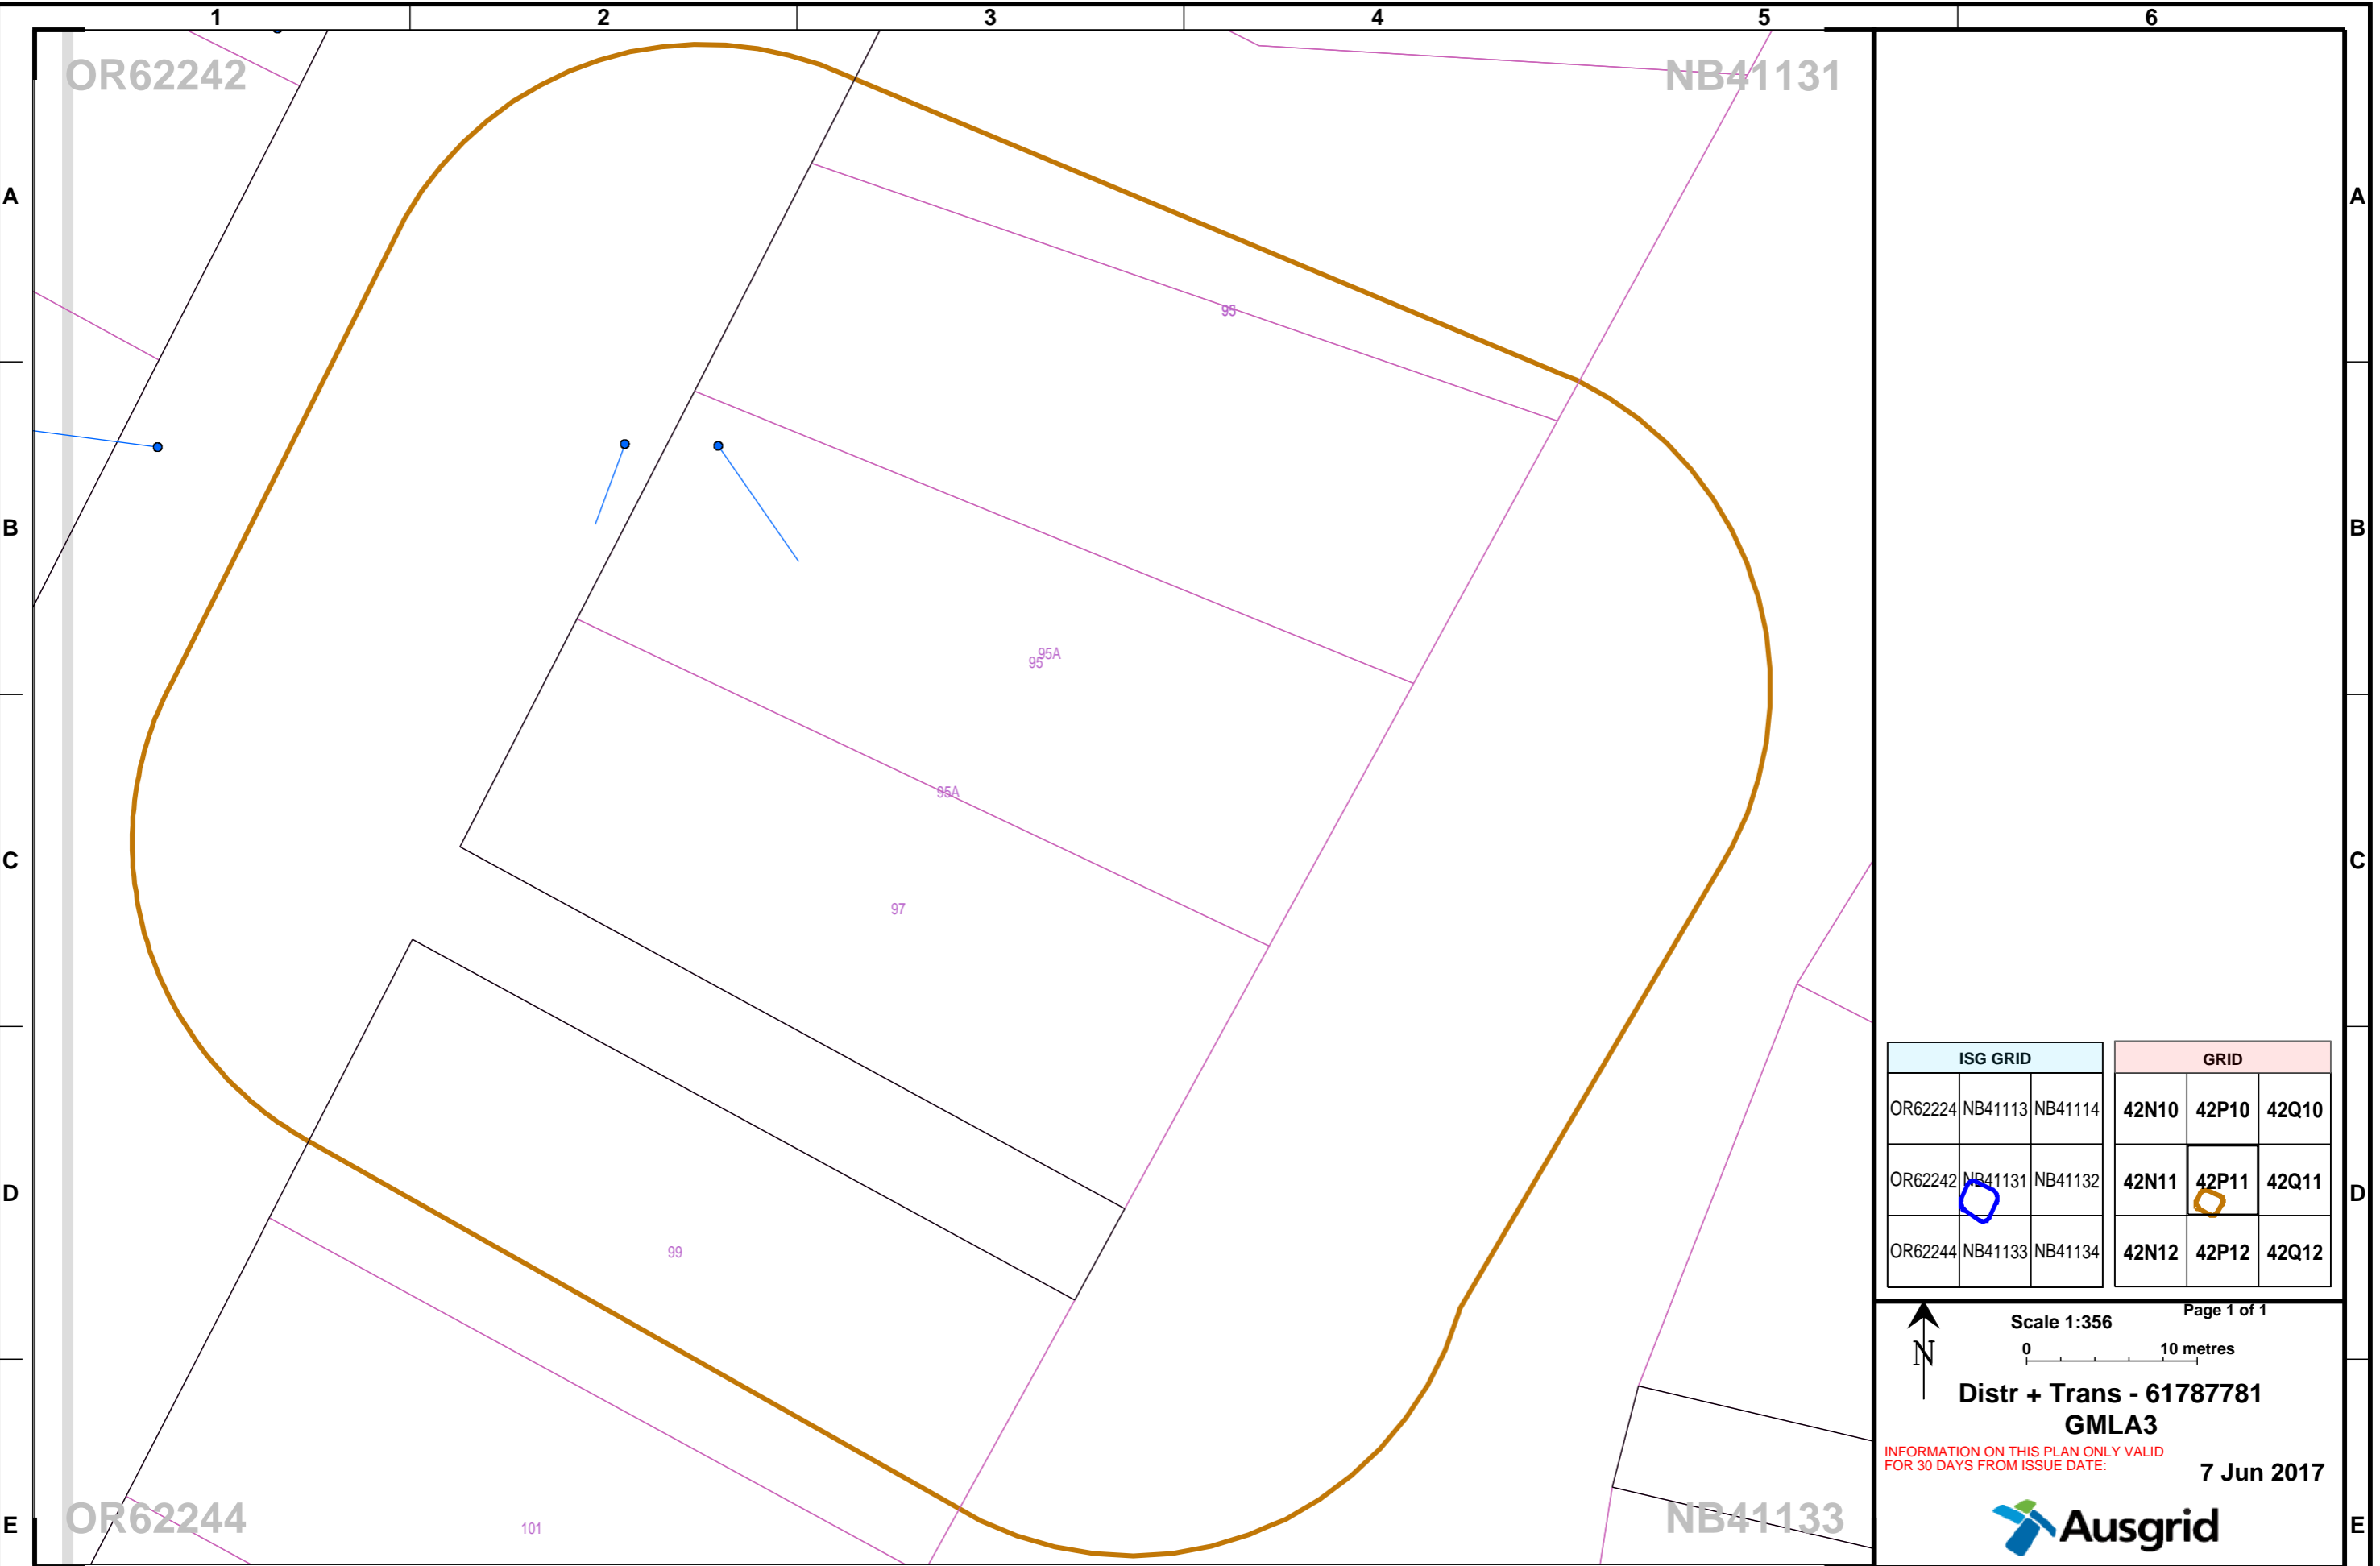 1 2 3 4 5 6
OR62242 NB41131
A A
93
B B
95A
95
95A
C C
97
ISG GRID GRID
OR62224 NB41113 NB41114 42N10 42P10 42Q10
D OR62242 NB41131 NB41132 42N11 42P11 42Q11 D
99
OR62244 NB41133 NB41134 42N12 42P12 42Q12
Page 1 of 1
Scale 1:356
N 0 10 metres
Distr + Trans - 61787781
GMLA3
INFORMATION ON THIS PLAN ONLY VALID
FOR 30 DAYS FROM ISSUE DATE:
7 Jun 2017
OR62244 NB41133
E 101 Ausgrid E